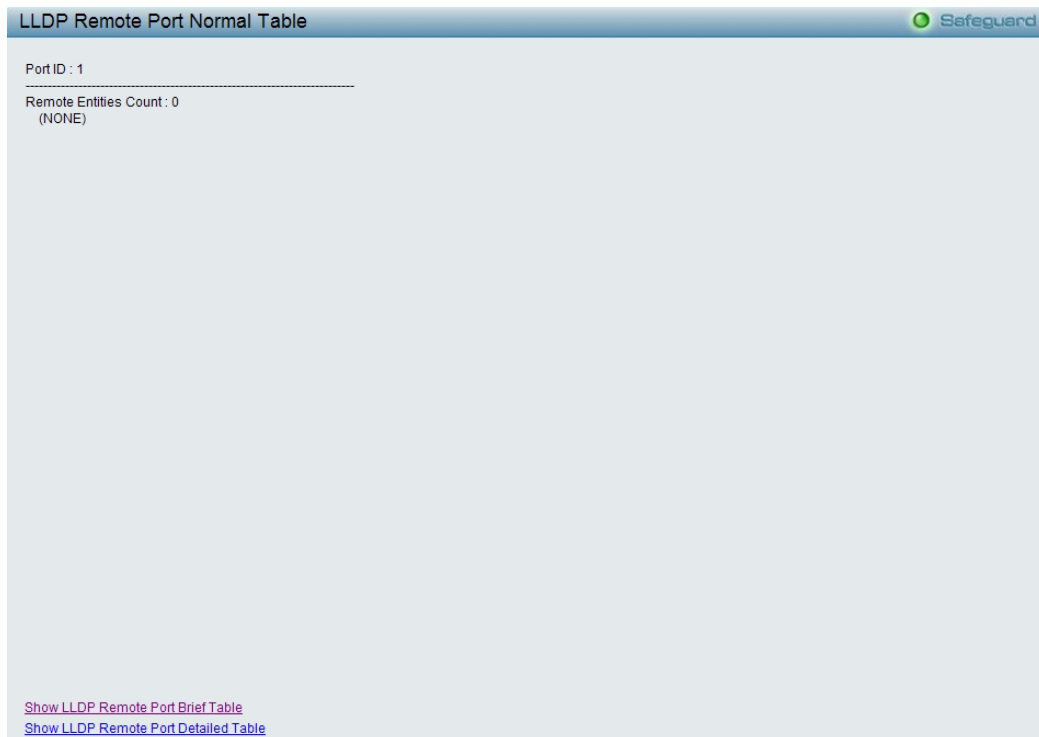 LLDP Remote Port Normal Table
Safeguard
Port ID : 1
--------------------------------------------------------------------------------
Remote Entities Count : 0
(NONE)
Show LLDP Remote Port Brief Table
Show LLDP Remote Port Detailed Table